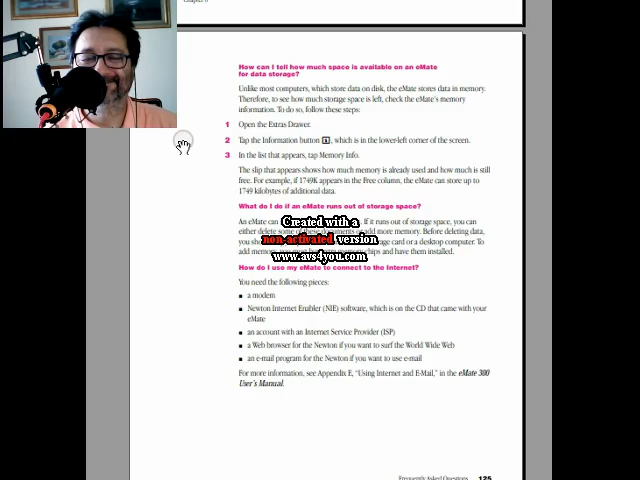 Chapter 6
How can I tell how much space is available on an eMate
for data storage?
Unlike most computers, which store data on disk, the eMate stores data in memory.
Therefore, to see how much storage space is left, check the eMate's memory
information. To do so, follow these steps:
1 Open the Extras Drawer.
2 Tap the Information button , which is in the lower-left corner of the screen.
3 In the list that appears, tap Memory Info.
The slip that appears shows how much memory is already used and how much is still
free. For example, if 1749K appears in the Free column, the eMate can store up to
1749 kilobytes of additional data.
What do I do if an eMate runs out of storage space?
An eMate can If it runs out of storage space, you can
either delete some of these documents or add more memory. Before deleting data,
you card or a desktop computer. To
add memory, you must memory chips and have them installed.
Created with a
non-activated version
www.avs4you.com
How do I use my eMate to connect to the Internet?
You need the following pieces:
■ a modem
■ Newton Internet Enabler (NIE) software, which is on the CD that came with your
eMate
■ an account with an Internet Service Provider (ISP)
■ a Web browser for the Newton if you want to surf the World Wide Web
■ an e-mail program for the Newton if you want to use e-mail
For more information, see Appendix E, "Using Internet and E-Mail," in the eMate 300
User's Manual.
Frequently Asked Questions 125